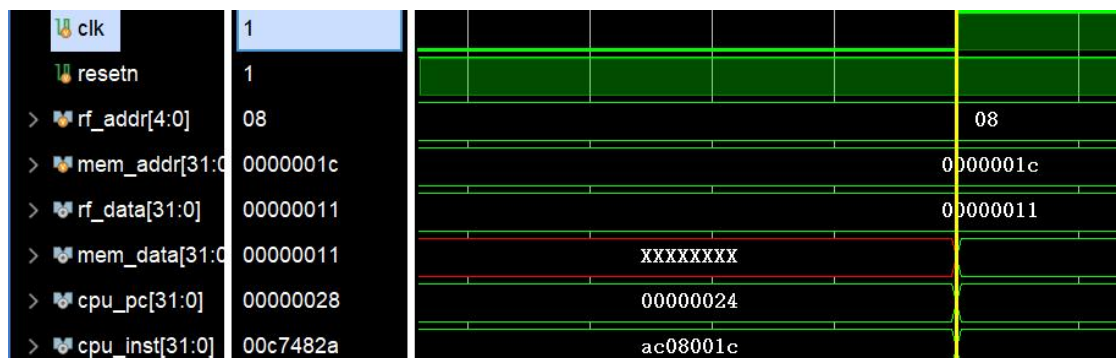 clk 1
resetn 1
rf_addr[4:0] 08 08
mem_addr[31:0 0000001c 0000001c
rf_data[31:0] 00000011 00000011
mem_data[31:0 00000011 XXXXXXXX
cpu_pc[31:0] 00000028 00000024
cpu_inst[31:0] 00c7482a ac08001c